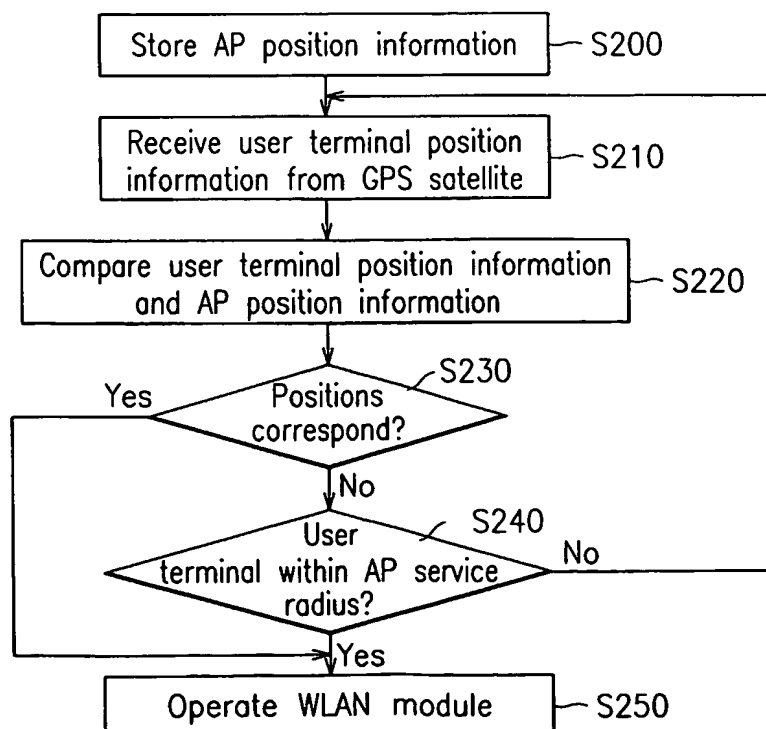 Store AP position information
S200
Receive user terminal position
information from GPS satellite
S210
Compare user terminal position information
and AP position information
S220
S230
Yes
Positions
correspond?
No
S240
User
terminal within AP service
radius?
No
Yes
Operate WLAN module
S250